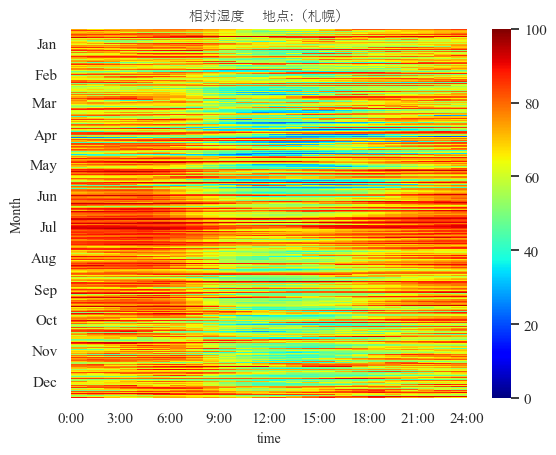 相对湿度 地点:（札幌）
Month
Jan
Feb
Mar
Apr
May
Jun
Jul
Aug
Sep
Oct
Nov
Dec
0:00 3:00 6:00 9:00 12:00 15:00 18:00 21:00 24:00
time
100
80
60
40
20
0